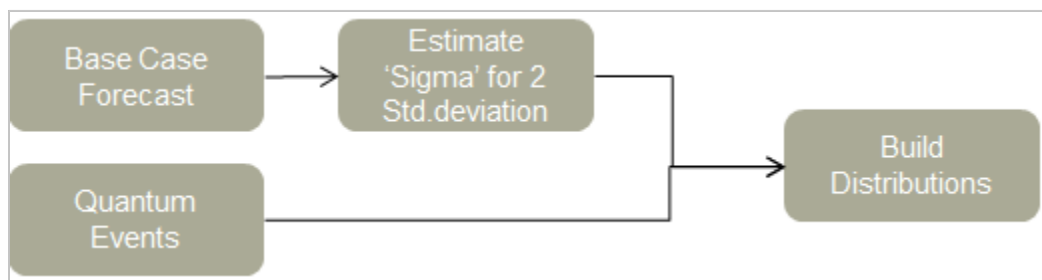 Base Case
Forecast
Estimate
‘Sigma’ for 2
Std.deviation
Quantum
Events
Build
Distributions